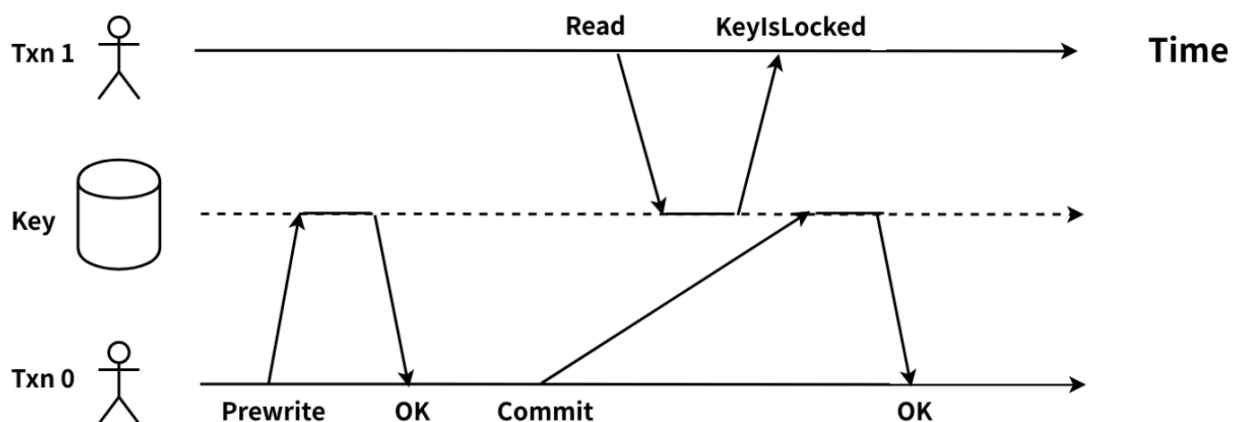 Read KeyIsLocked
Txn 1
Time
Key
Txn 0
Prewrite OK Commit OK